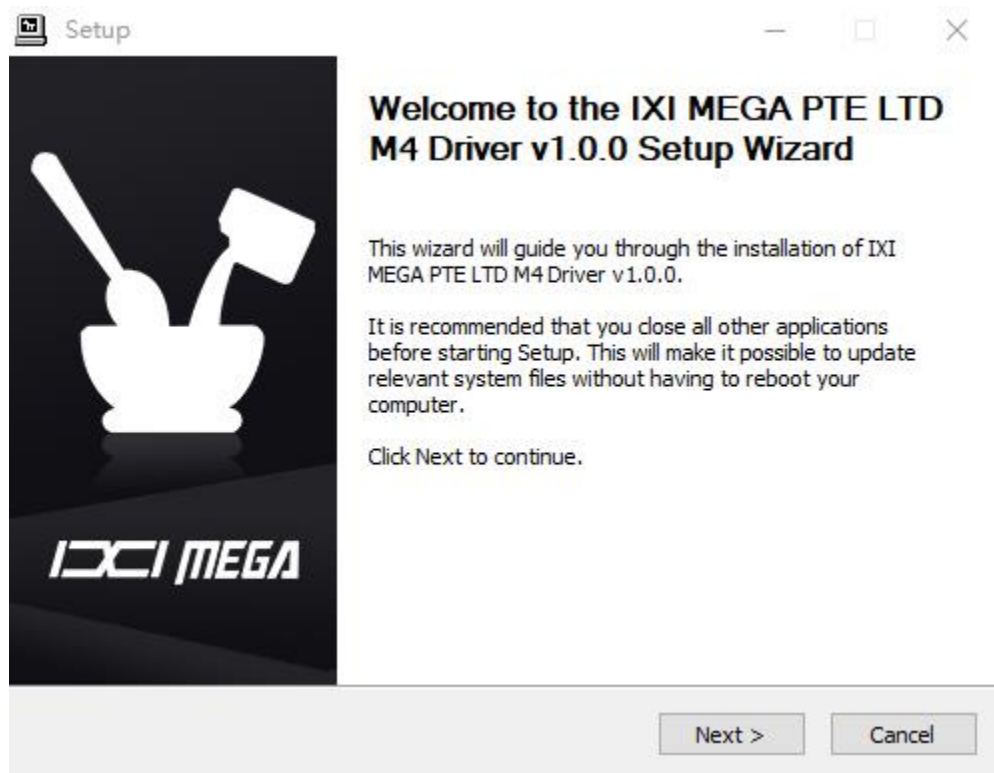 Setup
Welcome to the IXI MEGA PTE LTD
M4 Driver v1.0.0 Setup Wizard
This wizard will guide you through the installation of IXI
MEGA PTE LTD M4 Driver v1.0.0.
It is recommended that you close all other applications
before starting Setup. This will make it possible to update
relevant system files without having to reboot your
computer.
Click Next to continue.
IXI MEGA
Next >
Cancel